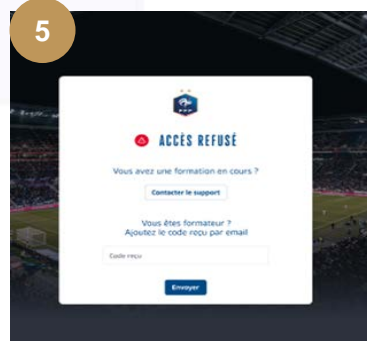 5
ACCÈS REFUSÉ
Vous avez une formation en cours ?
Contacter le support
Vous êtes formateur ?
Ajoutez le code reçu par email
Code reçu
Envoyer